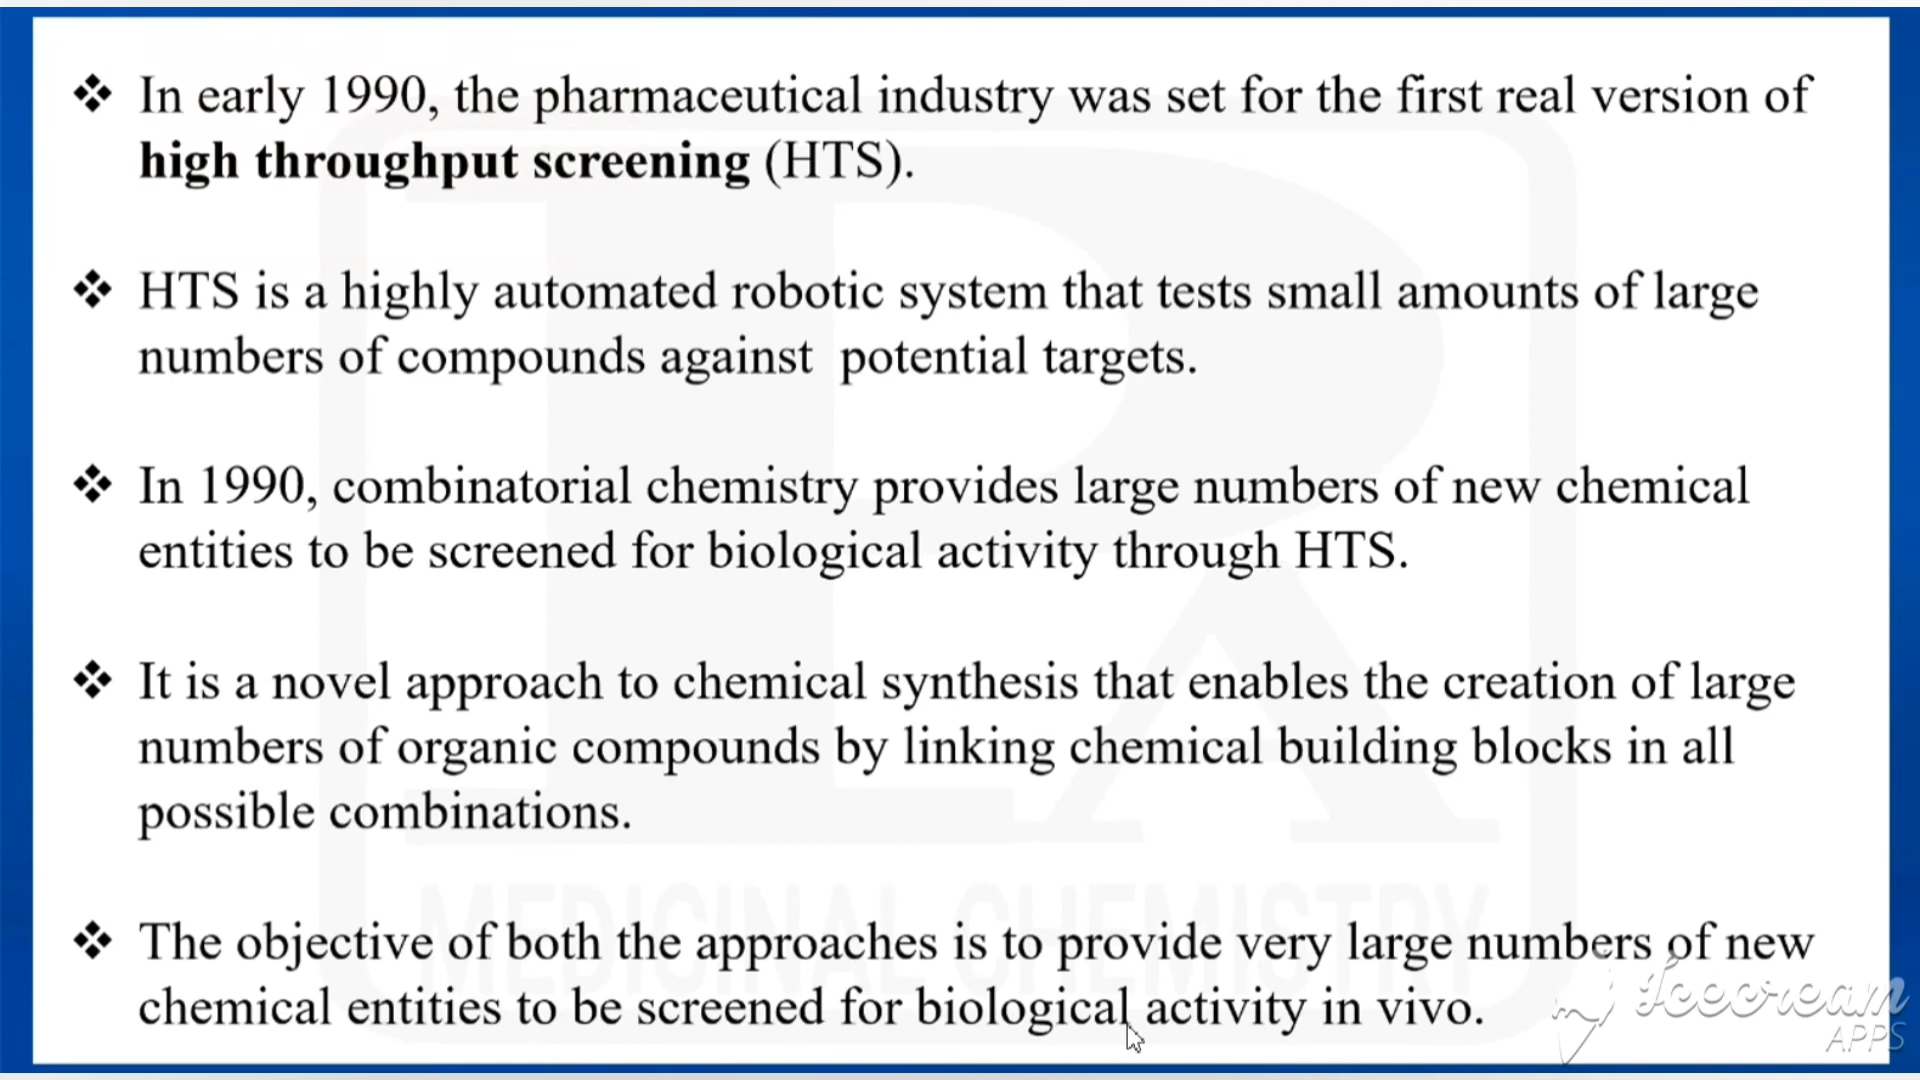 ❖ In early 1990, the pharmaceutical industry was set for the first real version of
high throughput screening (HTS).
❖ HTS is a highly automated robotic system that tests small amounts of large
numbers of compounds against  potential targets.
❖ In 1990, combinatorial chemistry provides large numbers of new chemical
entities to be screened for biological activity through HTS.
❖ It is a novel approach to chemical synthesis that enables the creation of large
numbers of organic compounds by linking chemical building blocks in all
possible combinations.
MEDICINAL CHEMISTRY
❖ The objective of both the approaches is to provide very large numbers of new
chemical entities to be screened for biological activity in vivo.
Icecream
APPS